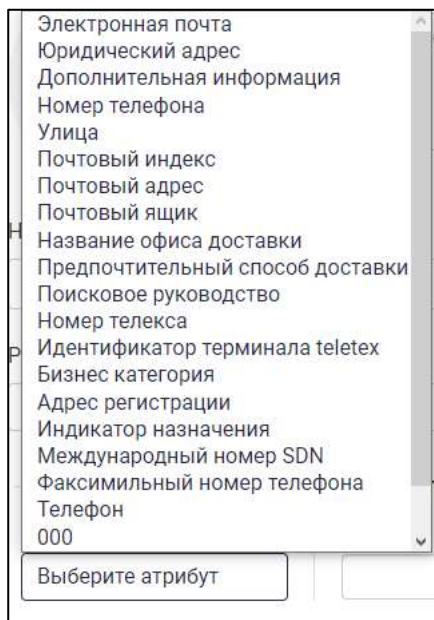 Электронная почта
Юридический адрес
Дополнительная информация
Номер телефона
Улица
Почтовый индекс
Почтовый адрес
Почтовый ящик
Н
Название офиса доставки
Предпочтительный способ доставки
Поисковое руководство
Номер телекса
Р
Идентификатор терминала teletex
Бизнес категория
Адрес регистрации
Индикатор назначения
Международный номер SDN
Факсимильный номер телефона
Телефон
000
Выберите атрибут